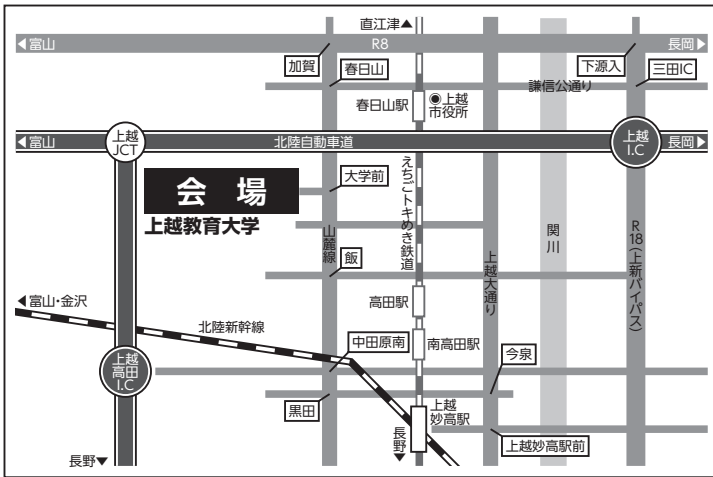 直江津▲
◀富山
R8
長岡▶
加賀
春日山
下源入
三田IC
謙信公通り
春日山駅
◉上越
市役所
◀富山
上越
JCT
北陸自動車道
上越
I.C
長岡▶
会 場
上越教育大学
大学前
えちごトキめき鉄道
山麓線
飯
上越大通り
関川
R18(上新バイパス)
◀富山・金沢
北陸新幹線
高田駅
上越
高田
I.C
中田原南
南高田駅
今泉
黒田
上越
妙高駅
長野▼
上越妙高駅前
長野▼